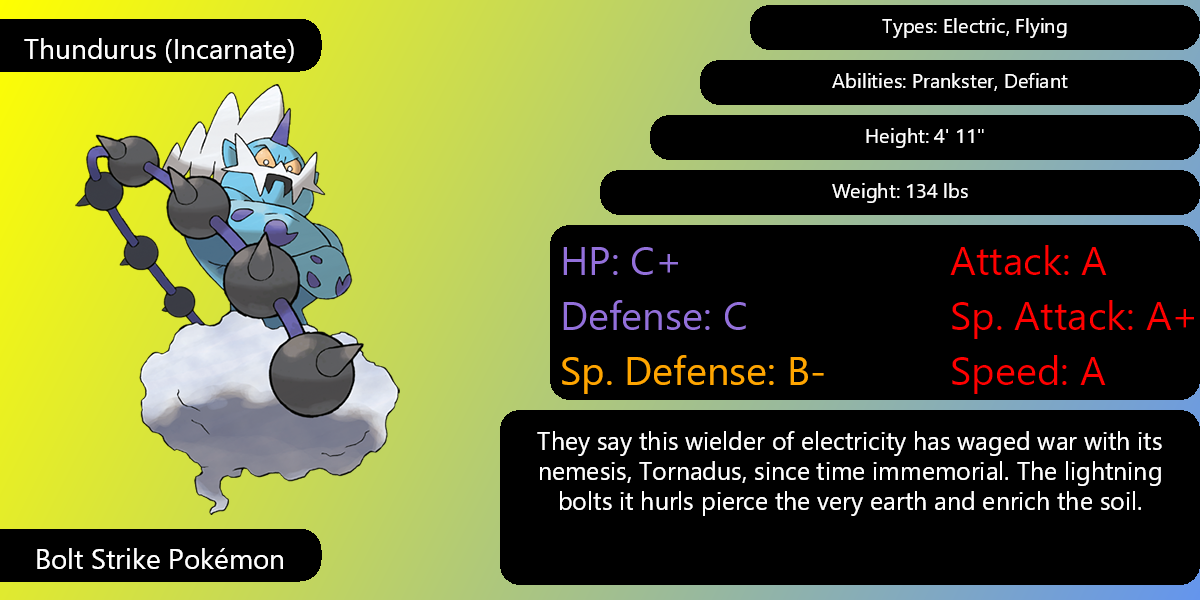 Thundurus (Incarnate)
Types: Electric, Flying
Abilities: Prankster, Defiant
Height: 4' 11"
Weight: 134 lbs
HP: C+
Attack: A
Defense: C
Sp. Attack: A+
Sp. Defense: B-
Speed: A
They say this wielder of electricity has waged war with its
nemesis, Tornadus, since time immemorial. The lightning
bolts it hurls pierce the very earth and enrich the soil.
Bolt Strike Pokémon